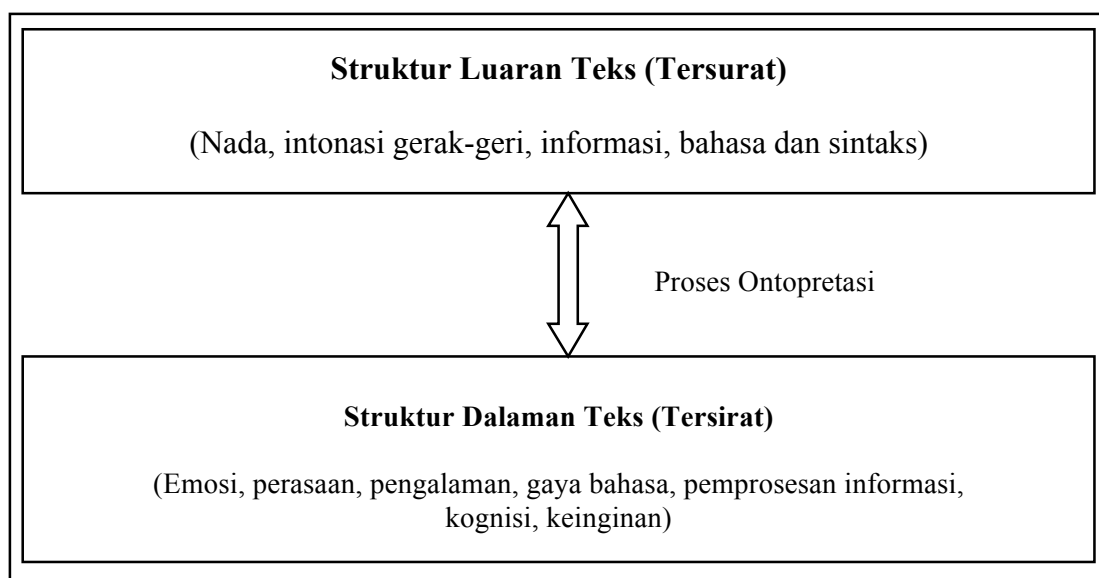 Struktur Luaran Teks (Tersurat)
(Nada, intonasi gerak-geri, informasi, bahasa dan sintaks)
Proses Ontopretasi
Struktur Dalaman Teks (Tersirat)
(Emosi, perasaan, pengalaman, gaya bahasa, pemprosesan informasi,
kognisi, keinginan)